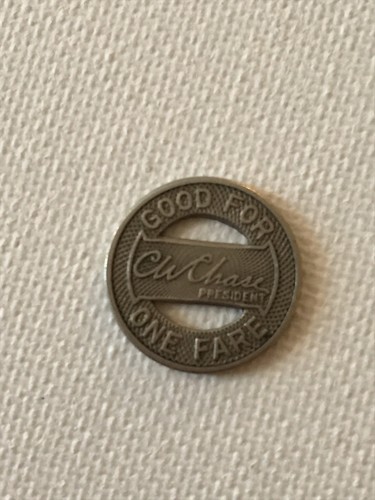 GOOD FOR
CW Chase
PRESIDENT
ONE FARE